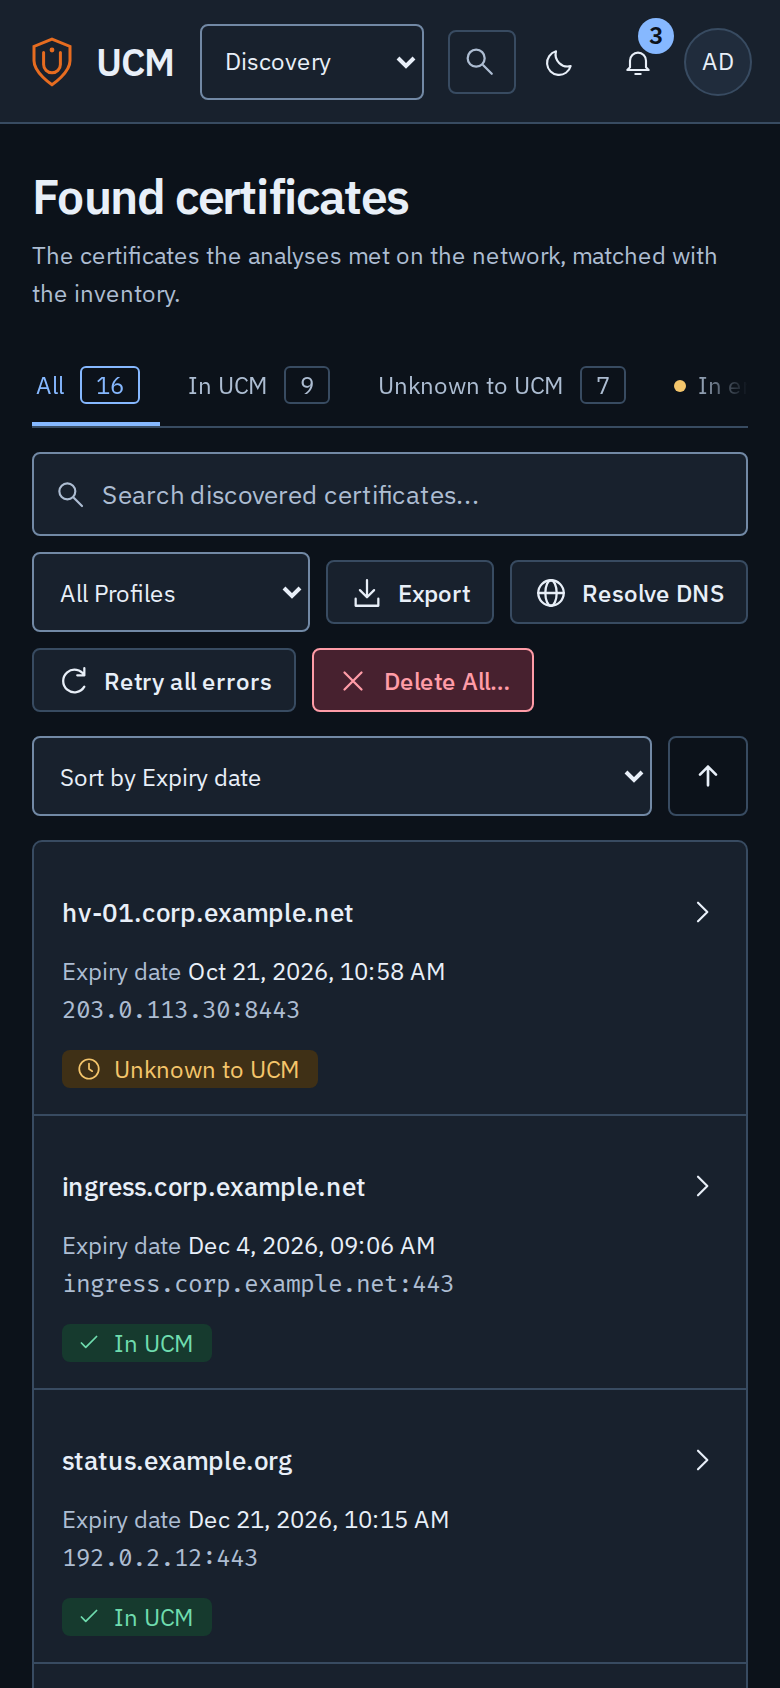 UCM
Discovery
3
AD
Found certificates
The certificates the analyses met on the network, matched with
the inventory.
All 16
In UCM 9
Unknown to UCM 7
In
Search discovered certificates...
All Profiles
Export
Resolve DNS
Retry all errors
Delete All...
Sort by Expiry date
hv-01.corp.example.net
Expiry date Oct 21, 2026, 10:58 AM
203.0.113.30:8443
Unknown to UCM
ingress.corp.example.net
Expiry date Dec 4, 2026, 09:06 AM
ingress.corp.example.net:443
In UCM
status.example.org
Expiry date Dec 21, 2026, 10:15 AM
192.0.2.12:443
In UCM